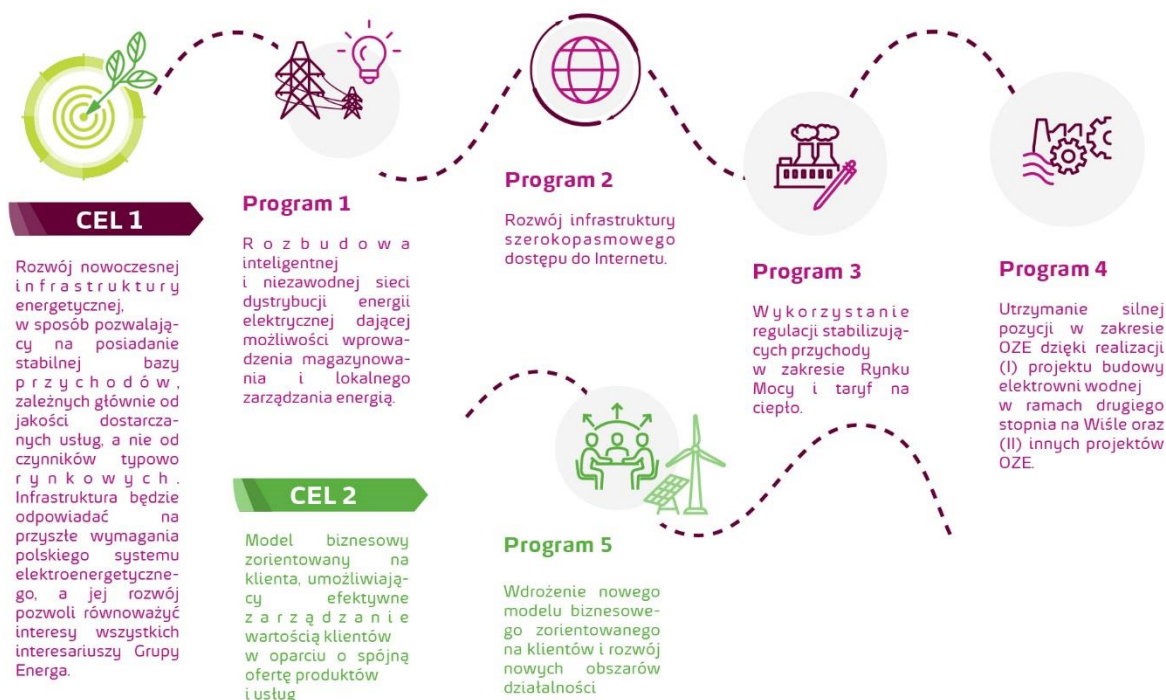 CEL 1
Rozwój nowoczesnej
infrastruktury
energetycznej,
w sposób pozwalają-
cy na posiadanie
stabilnej bazy
przychodów,
zależnych głównie od
jakości dostarcza-
nych usług, a nie od
czynników typowo
rynkowych.
Infrastruktura będzie
odpowiadać na
przyszłe wymagania
polskiego systemu
elektroenergetyczne-
go, a jej rozwój
pozwoli równoważyć
interesy wszystkich
interesariuszy Grupy
Energa.
Program 1
Rozbudowa
inteligentnej
i niezawodnej sieci
dystrybucji energii
elektrycznej dającej
możliwości wprowa-
dzenia magazynowa-
nia i lokalnego
zarządzania energią.
Program 2
Rozwój infrastruktury
szerokopasmowego
dostępu do Internetu.
Program 3
Wykorzystanie
regulacji stabilizują-
cych przychody
w zakresie Rynku
Mocy i taryf na
ciepło.
Program 4
Utrzymanie silnej
pozycji w zakresie
OZE dzięki realizacji
(I) projektu budowy
elektrowni wodnej
w ramach drugiego
stopnia na Wiśle oraz
(II) innych projektów
OZE.
CEL 2
Model biznesowy
zorientowany na
klienta, umożliwiają-
cy efektywne
zarządzanie
wartością klientów
w oparciu o spójną
ofertę produktów
i usług
Program 5
Wdrożenie nowego
modelu biznesowe-
go zorientowanego
na klientów i rozwój
nowych obszarów
działalności